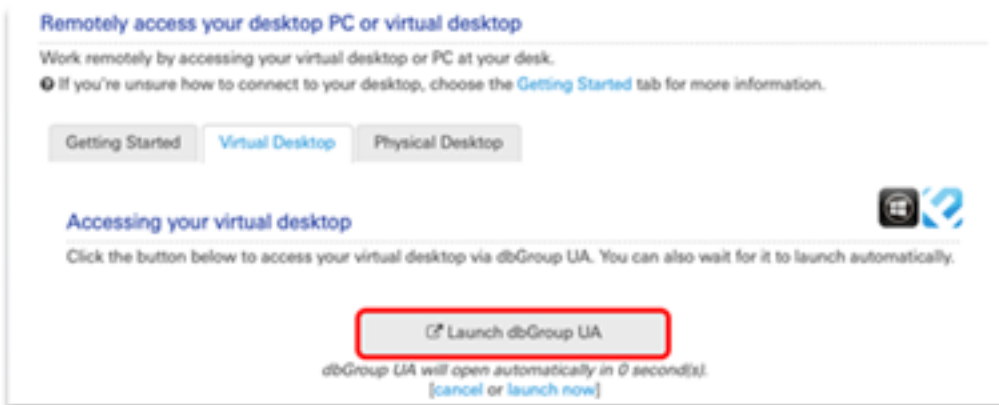 Remotely access your desktop PC or virtual desktop
Work remotely by accessing your virtual desktop or PC at your desk.
If you're unsure how to connect to your desktop, choose the Getting Started tab for more information.
Getting Started Virtual Desktop Physical Desktop
Accessing your virtual desktop
Click the button below to access your virtual desktop via dbGroup UA. You can also wait for it to launch automatically.
Launch dbGroup UA
dbGroup UA will open automatically in 0 second(s).
[cancel or launch now]